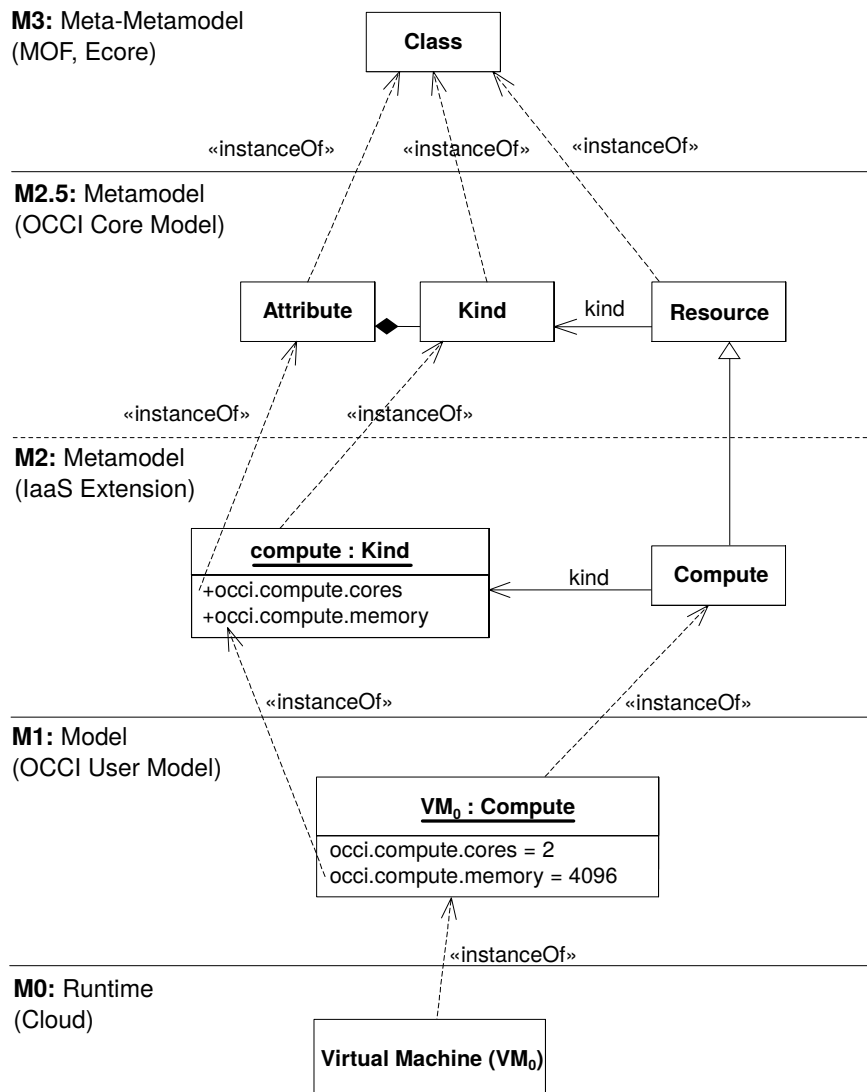 M3: Meta-Metamodel
(MOF, Ecore)
Class
«instanceOf»
«instanceOf»
«instanceOf»
M2.5: Metamodel
(OCCI Core Model)
Attribute
Kind
kind
Resource
«instanceOf»
«instanceOf»
M2: Metamodel
(IaaS Extension)
compute : Kind
+occi.compute.cores
+occi.compute.memory
kind
Compute
«instanceOf»
«instanceOf»
M1: Model
(OCCI User Model)
VM₀ : Compute
occi.compute.cores = 2
occi.compute.memory = 4096
«instanceOf»
M0: Runtime
(Cloud)
Virtual Machine (VM₀)